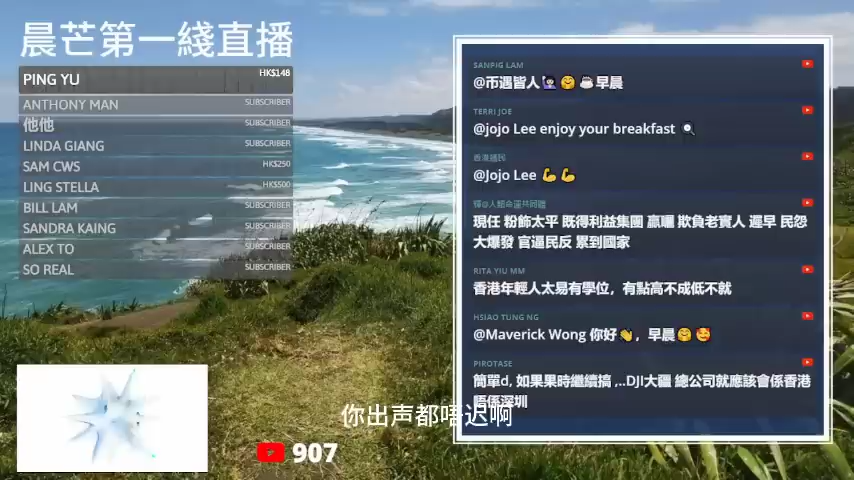 晨芒第一綫直播
PING YU HK$148
ANTHONY MAN SUBSCRIBER
他他 SUBSCRIBER
LINDA GIANG SUBSCRIBER
SAM CWS HK$250
LING STELLA HK$500
BILL LAM SUBSCRIBER
SANDRA KAING SUBSCRIBER
ALEX TO SUBSCRIBER
SO REAL SUBSCRIBER
SANFIG LAM
@币遇皆人🙋🏻‍♀️🤗☕早晨
TERRI JOE
@jojo Lee enjoy your breakfast 🍳
@Jojo Lee 💪💪
現任 粉飾太平 既得利益集團 贏曬 欺負老實人 遲早 民怨
大爆發 官逼民反 累到國家
RITA YIU MM
香港年輕人太易有學位，有點高不成低不就
HSIAO TUNG NG
@Maverick Wong 你好👋，早晨🤗🥰
PIROTASE
簡單d, 如果果時繼續搞 ,..DJI大疆 總公司就應該會係香港
唔係深圳
你出声都唔迟啊
907